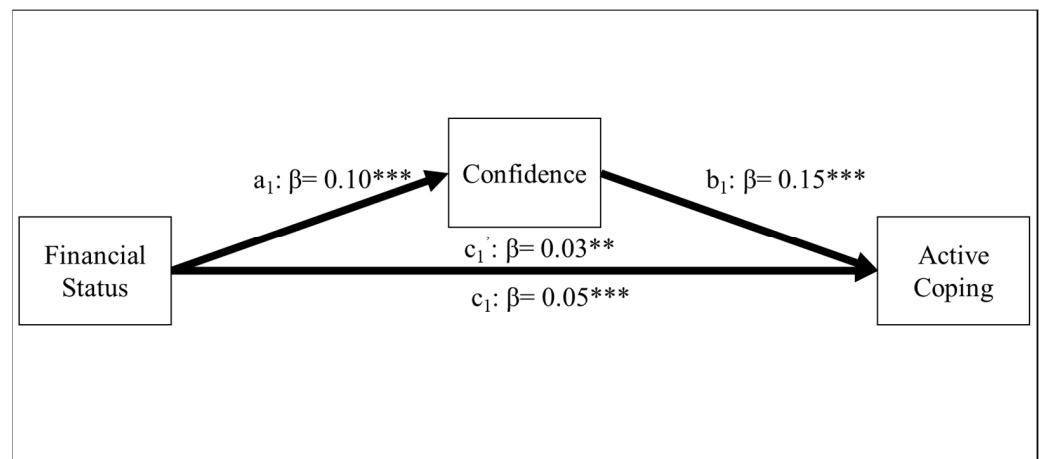 Confidence
a₁: β= 0.10***
b₁: β= 0.15***
Financial
Status
c₁': β= 0.03**
c₁: β= 0.05***
Active
Coping